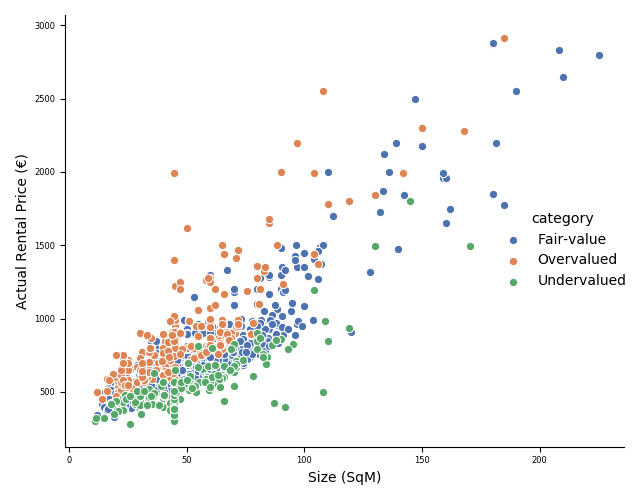 3000
2500
2000
1500
1000
500
0
50
100
150
200
Actual Rental Price (€)
Size (SqM)
category
Fair-value
Overvalued
Undervalued